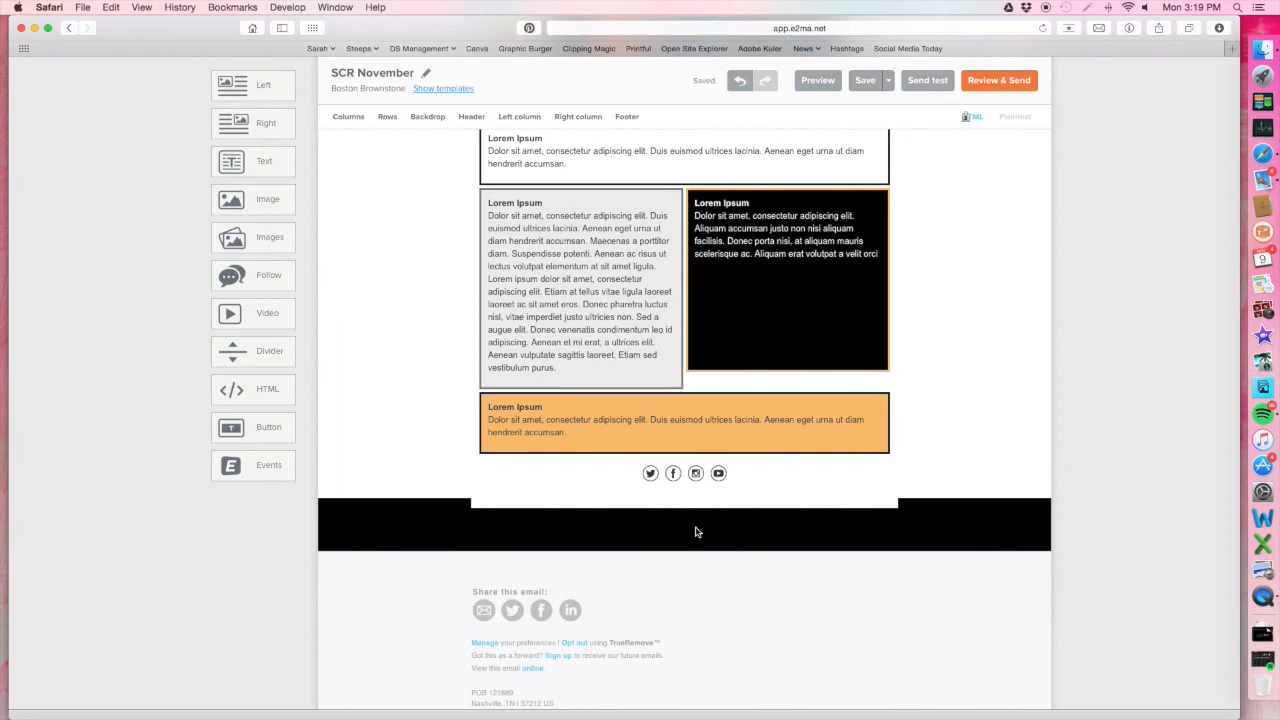 Safari File Edit View History Bookmarks Window Help
Mon 3:19 PM
app.e2ma.net
Sarah Steeps DS Management Canva Graphic Burger Clipping Magic Printful Open Site Explorer Adobe Kuler News Hashtags Social Media Today
SCR November
Boston Brownstone Show templates
Saved.
Preview
Save
Send test
Review & Send
Columns Rows Backdrop Header Left column Right column Footer
Plaintext
Left
Right
Text
Image
Images
Follow
Video
Divider
HTML
Button
Events
Lorem Ipsum
Dolor sit amet, consectetur adipiscing elit. Duis euismod ultrices lacinia. Aenean eget urna ut diam
hendrerit accumsan.
Lorem Ipsum
Dolor sit amet, consectetur adipiscing elit. Duis
euismod ultrices lacinia. Aenean eget urna ut
diam hendrerit accumsan. Maecenas a porttitor
diam. Suspendisse potenti. Aenean ac risus ut
lectus volutpat elementum at sit amet ligula.
Lorem ipsum dolor sit amet, consectetur
adipiscing elit. Etiam at tellus vitae ligula laoreet
laoreet ac sit amet eros. Donec pharetra luctus
nisl, vitae imperdiet justo ultricies non. Sed a
augue elit. Donec venenatis condimentum leo id
adipiscing. Aenean et mi erat, a ultrices elit.
Aenean vulputate sagittis laoreet. Etiam sed
vestibulum purus.
Lorem Ipsum
Dolor sit amet, consectetur adipiscing elit.
Aliquam accumsan justo non nisi aliquam
facilisis. Donec porta nisi, at aliquam mauris
scelerisque ac. Aliquam erat volutpat a velit orci
Lorem Ipsum
Dolor sit amet, consectetur adipiscing elit. Duis euismod ultrices lacinia. Aenean eget urna ut diam
hendrerit accumsan.
Share this email:
Manage your preferences | Opt out using TrueRemove™
Got this as a forward? Sign up to receive our future emails.
View this email online.
POB 121889
Nashville, TN | 37212 US